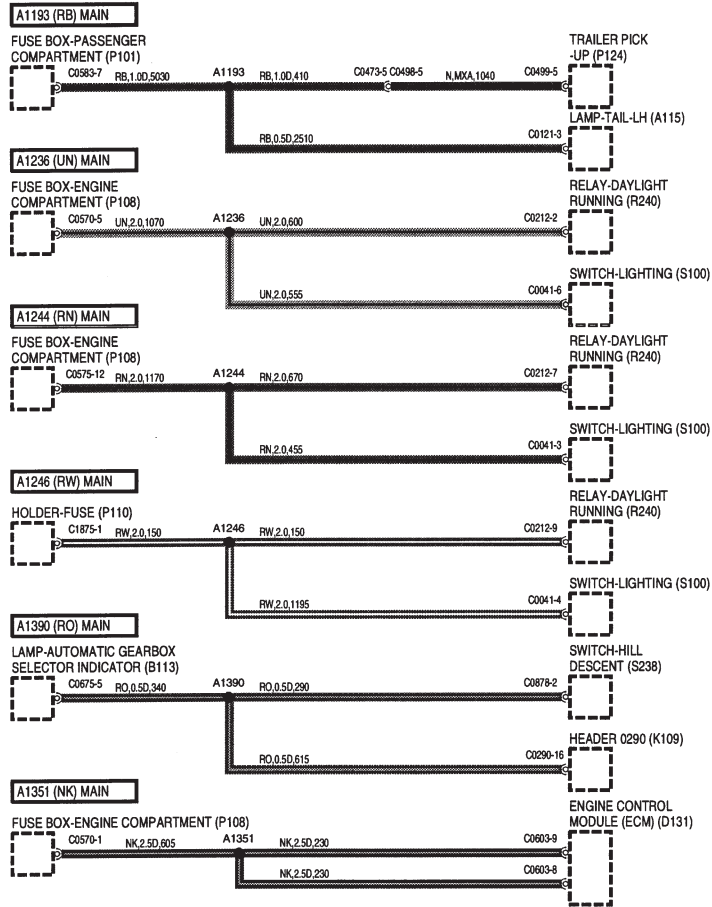 A1193 (RB) MAIN
FUSE BOX-PASSENGER
COMPARTMENT (P101)
TRAILER PICK
-UP (P124)
C0583-7 RB,1.0D,5030 A1193 RB,1.0D,410 C0473-5 C0498-5 N,MXA,1040 C0499-5
LAMP-TAIL-LH (A115)
RB,0.5D,2510 C0121-3
A1236 (UN) MAIN
FUSE BOX-ENGINE
COMPARTMENT (P108)
RELAY-DAYLIGHT
RUNNING (R240)
C0570-5 UN,2.0,1070 A1236 UN,2.0,600 C0212-2
SWITCH-LIGHTING (S100)
UN,2.0,555 C0041-6
A1244 (RN) MAIN
FUSE BOX-ENGINE
COMPARTMENT (P108)
RELAY-DAYLIGHT
RUNNING (R240)
C0575-12 RN,2.0,1170 A1244 RN,2.0,670 C0212-7
SWITCH-LIGHTING (S100)
RN,2.0,455 C0041-3
A1246 (RW) MAIN
HOLDER-FUSE (P110)
RELAY-DAYLIGHT
RUNNING (R240)
C1875-1 RW,2.0,150 A1246 RW,2.0,150 C0212-9
SWITCH-LIGHTING (S100)
RW,2.0,1195 C0041-4
A1390 (RO) MAIN
LAMP-AUTOMATIC GEARBOX
SELECTOR INDICATOR (B113)
SWITCH-HILL
DESCENT (S238)
C0675-5 RO,0.5D,340 A1390 RO,0.5D,290 C0878-2
HEADER 0290 (K109)
RO,0.5D,615 C0290-16
A1351 (NK) MAIN
FUSE BOX-ENGINE COMPARTMENT (P108)
ENGINE CONTROL
MODULE (ECM) (D131)
C0570-1 NK,2.5D,605 A1351 NK,2.5D,230 C0603-9
NK,2.5D,230 C0603-8